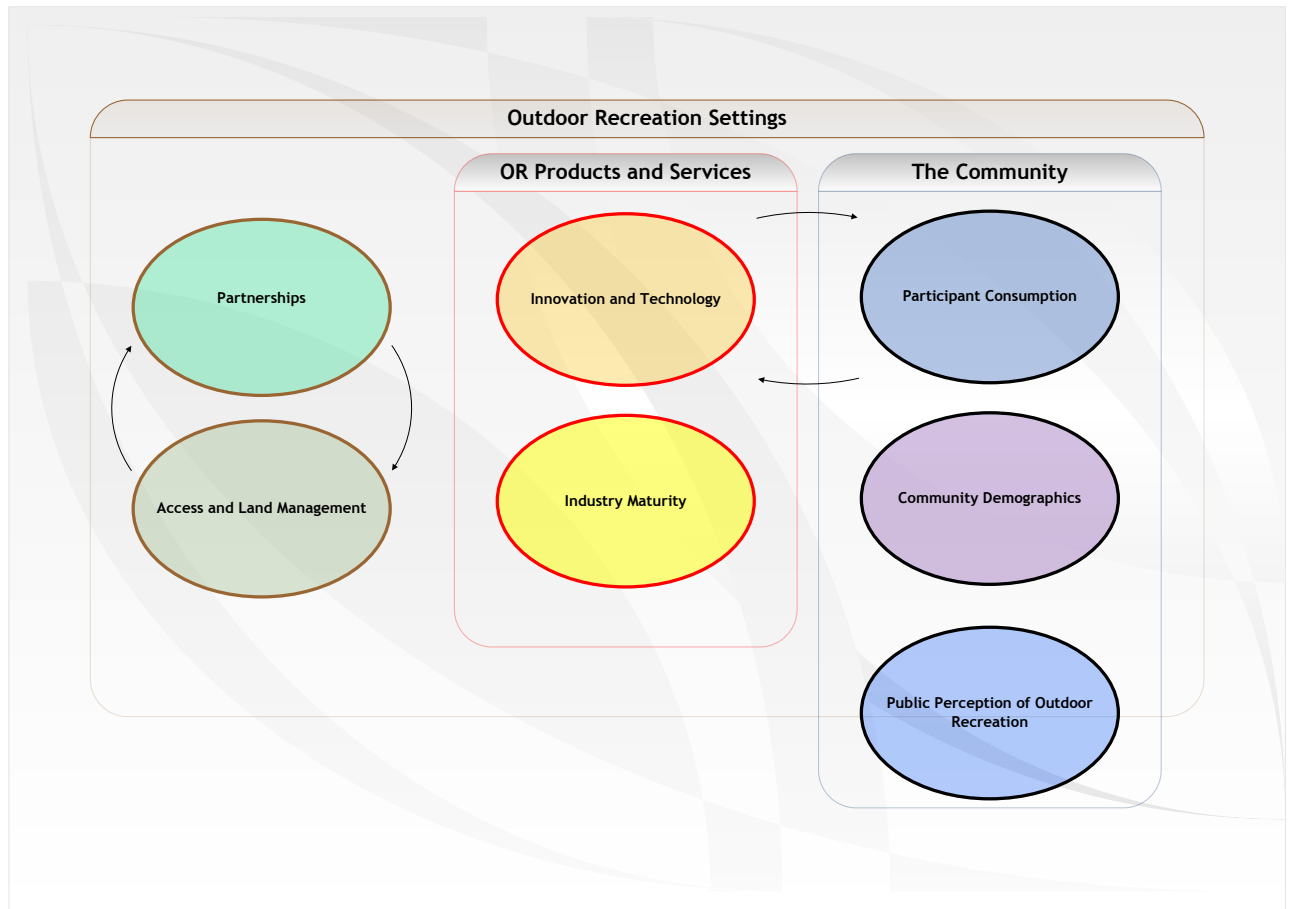 Outdoor Recreation Settings
OR Products and Services
The Community
Partnerships
Innovation and Technology
Participant Consumption
Access and Land Management
Industry Maturity
Community Demographics
Public Perception of Outdoor
Recreation